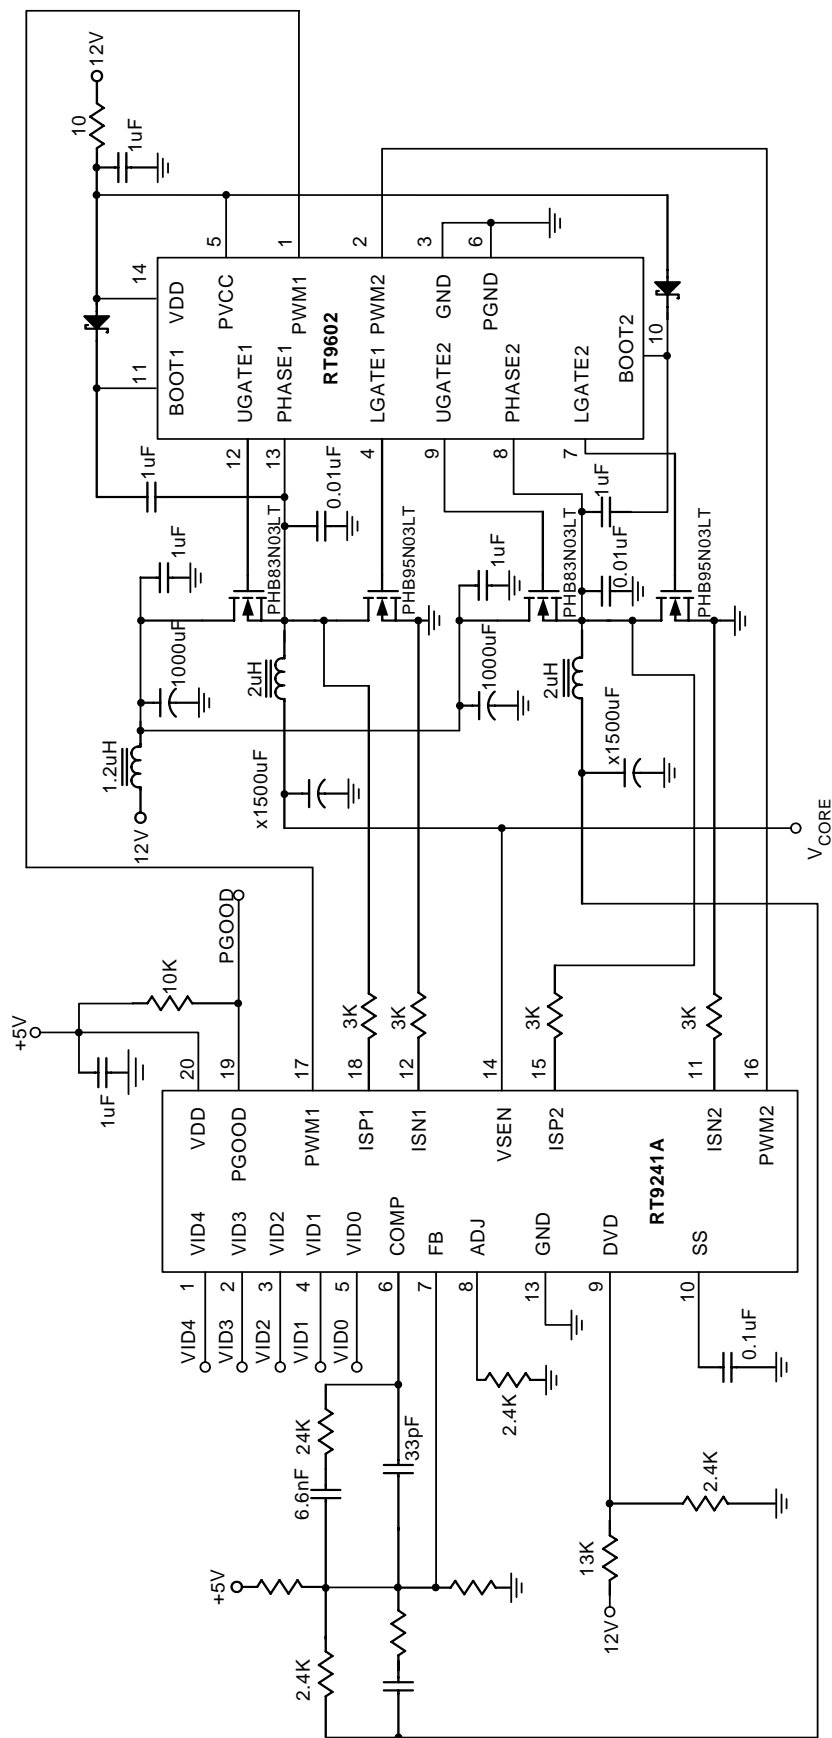 12V
10
1uF
5
1
2
3
6
14
VDD
PVCC
PWM1
PWM2
GND
PGND
RT9602
11
BOOT1
UGATE1
PHASE1
LGATE1
UGATE2
PHASE2
LGATE2
BOOT2
10
12
13
4
9
8
7
1uF
0.01uF
1uF
0.01uF
1uF
PHB83N03LT
PHB95N03LT
1uF
PHB83N03LT
PHB95N03LT
1000uF
2uH
1000uF
2uH
1.2uH
12V
x1500uF
x1500uF
VCORE
PGOOD
10K
+5V
1uF
3K
3K
3K
3K
20
19
17
18
12
14
15
11
16
VDD
PGOOD
PWM1
ISP1
ISN1
VSEN
ISP2
ISN2
PWM2
RT9241A
VID4
VID3
VID2
VID1
VID0
COMP
FB
ADJ
GND
DVD
SS
1
2
3
4
5
6
7
8
13
9
10
VID4
VID3
VID2
VID1
VID0
0.1uF
24K
33pF
2.4K
6.6nF
2.4K
+5V
13K
12V
2.4K